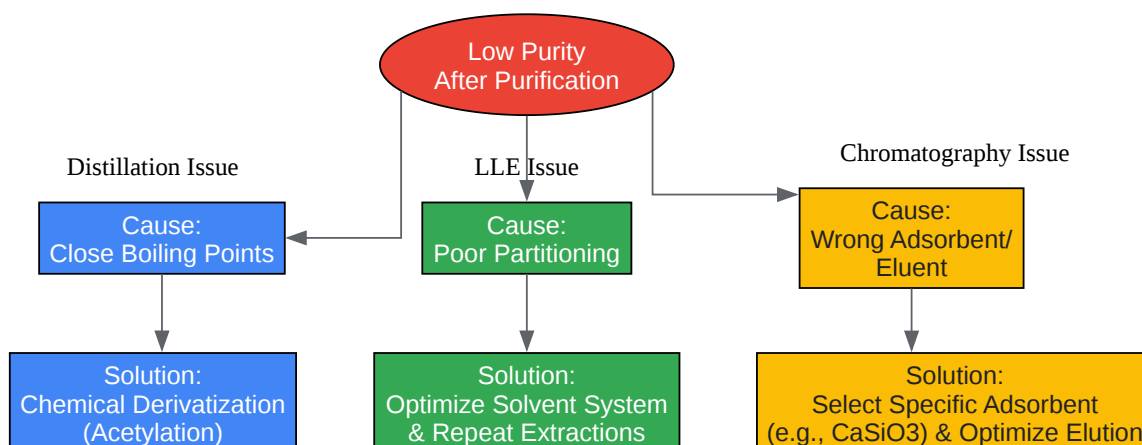 Low Purity
After Purification
Distillation Issue
LLE Issue
Chromatography Issue
Cause:
Close Boiling Points
Cause:
Poor Partitioning
Cause:
Wrong Adsorbent/
Eluent
Solution:
Chemical Derivatization
(Acetylation)
Solution:
Optimize Solvent System
& Repeat Extractions
Solution:
Select Specific Adsorbent
(e.g., CaSiO3) & Optimize Elution